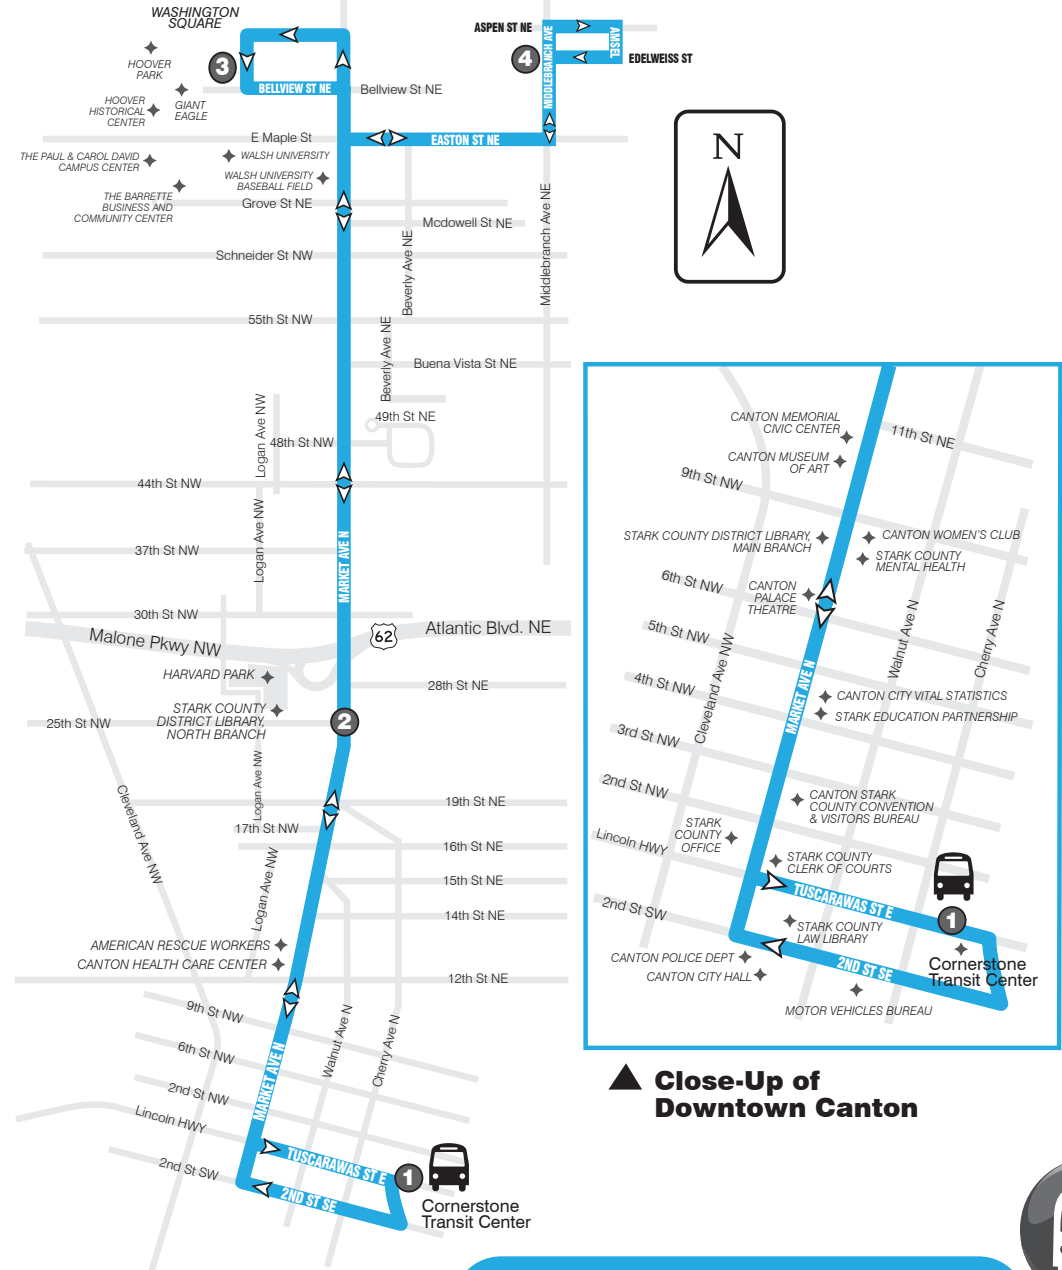 WASHINGTON
SQUARE
HOOVER
PARK
3
HOOVER
HISTORICAL
CENTER
GIANT
EAGLE
BELLVIEW ST NE
Bellview St NE
ASPEN ST NE
MIDDLEBRANCH AVE
AMSEL
4
EDELWEISS ST
E Maple St
EASTON ST NE
THE PAUL & CAROL DAVID
CAMPUS CENTER
WALSH UNIVERSITY
WALSH UNIVERSITY
BASEBALL FIELD
THE BARRETTE
BUSINESS AND
COMMUNITY CENTER
Grove St NE
Mcdowell St NE
Schneider St NW
Beverly Ave NE
Middlebranch Ave NE
55th St NW
Beverly Ave NE
Buena Vista St NE
49th St NE
Logan Ave NW
48th St NW
44th St NW
Logan Ave NW
37th St NW
MARKET AVE N
30th St NW
Malone Pkwy NW
62
Atlantic Blvd. NE
HARVARD PARK
28th St NE
STARK COUNTY
DISTRICT LIBRARY,
NORTH BRANCH
25th St NW
2
Logan Ave NW
Cleveland Ave NW
19th St NE
17th St NW
16th St NE
Logan Ave NW
15th St NE
14th St NE
AMERICAN RESCUE WORKERS
CANTON HEALTH CARE CENTER
12th St NE
9th St NW
Walnut Ave N
Cherry Ave N
6th St NW
MARKET AVE N
2nd St NW
Lincoln HWY
2nd St SW
TUSCARAWAS ST E
1
2ND ST SE
Cornerstone
Transit Center
N
CANTON MEMORIAL
CIVIC CENTER
11th St NE
CANTON MUSEUM
OF ART
9th St NW
STARK COUNTY DISTRICT LIBRARY,
MAIN BRANCH
CANTON WOMEN'S CLUB
STARK COUNTY
MENTAL HEALTH
6th St NW
CANTON
PALACE
THEATRE
5th St NW
Cleveland Ave NW
Walnut Ave N
Cherry Ave N
4th St NW
MARKET AVE N
CANTON CITY VITAL STATISTICS
STARK EDUCATION PARTNERSHIP
3rd St NW
2nd St NW
CANTON STARK
COUNTY CONVENTION
& VISITORS BUREAU
STARK
COUNTY
OFFICE
Lincoln HWY
STARK COUNTY
CLERK OF COURTS
TUSCARAWAS ST E
1
2nd St SW
STARK COUNTY
LAW LIBRARY
CANTON POLICE DEPT
CANTON CITY HALL
2ND ST SE
Cornerstone
Transit Center
MOTOR VEHICLES BUREAU
Close-Up of
Downtown Canton